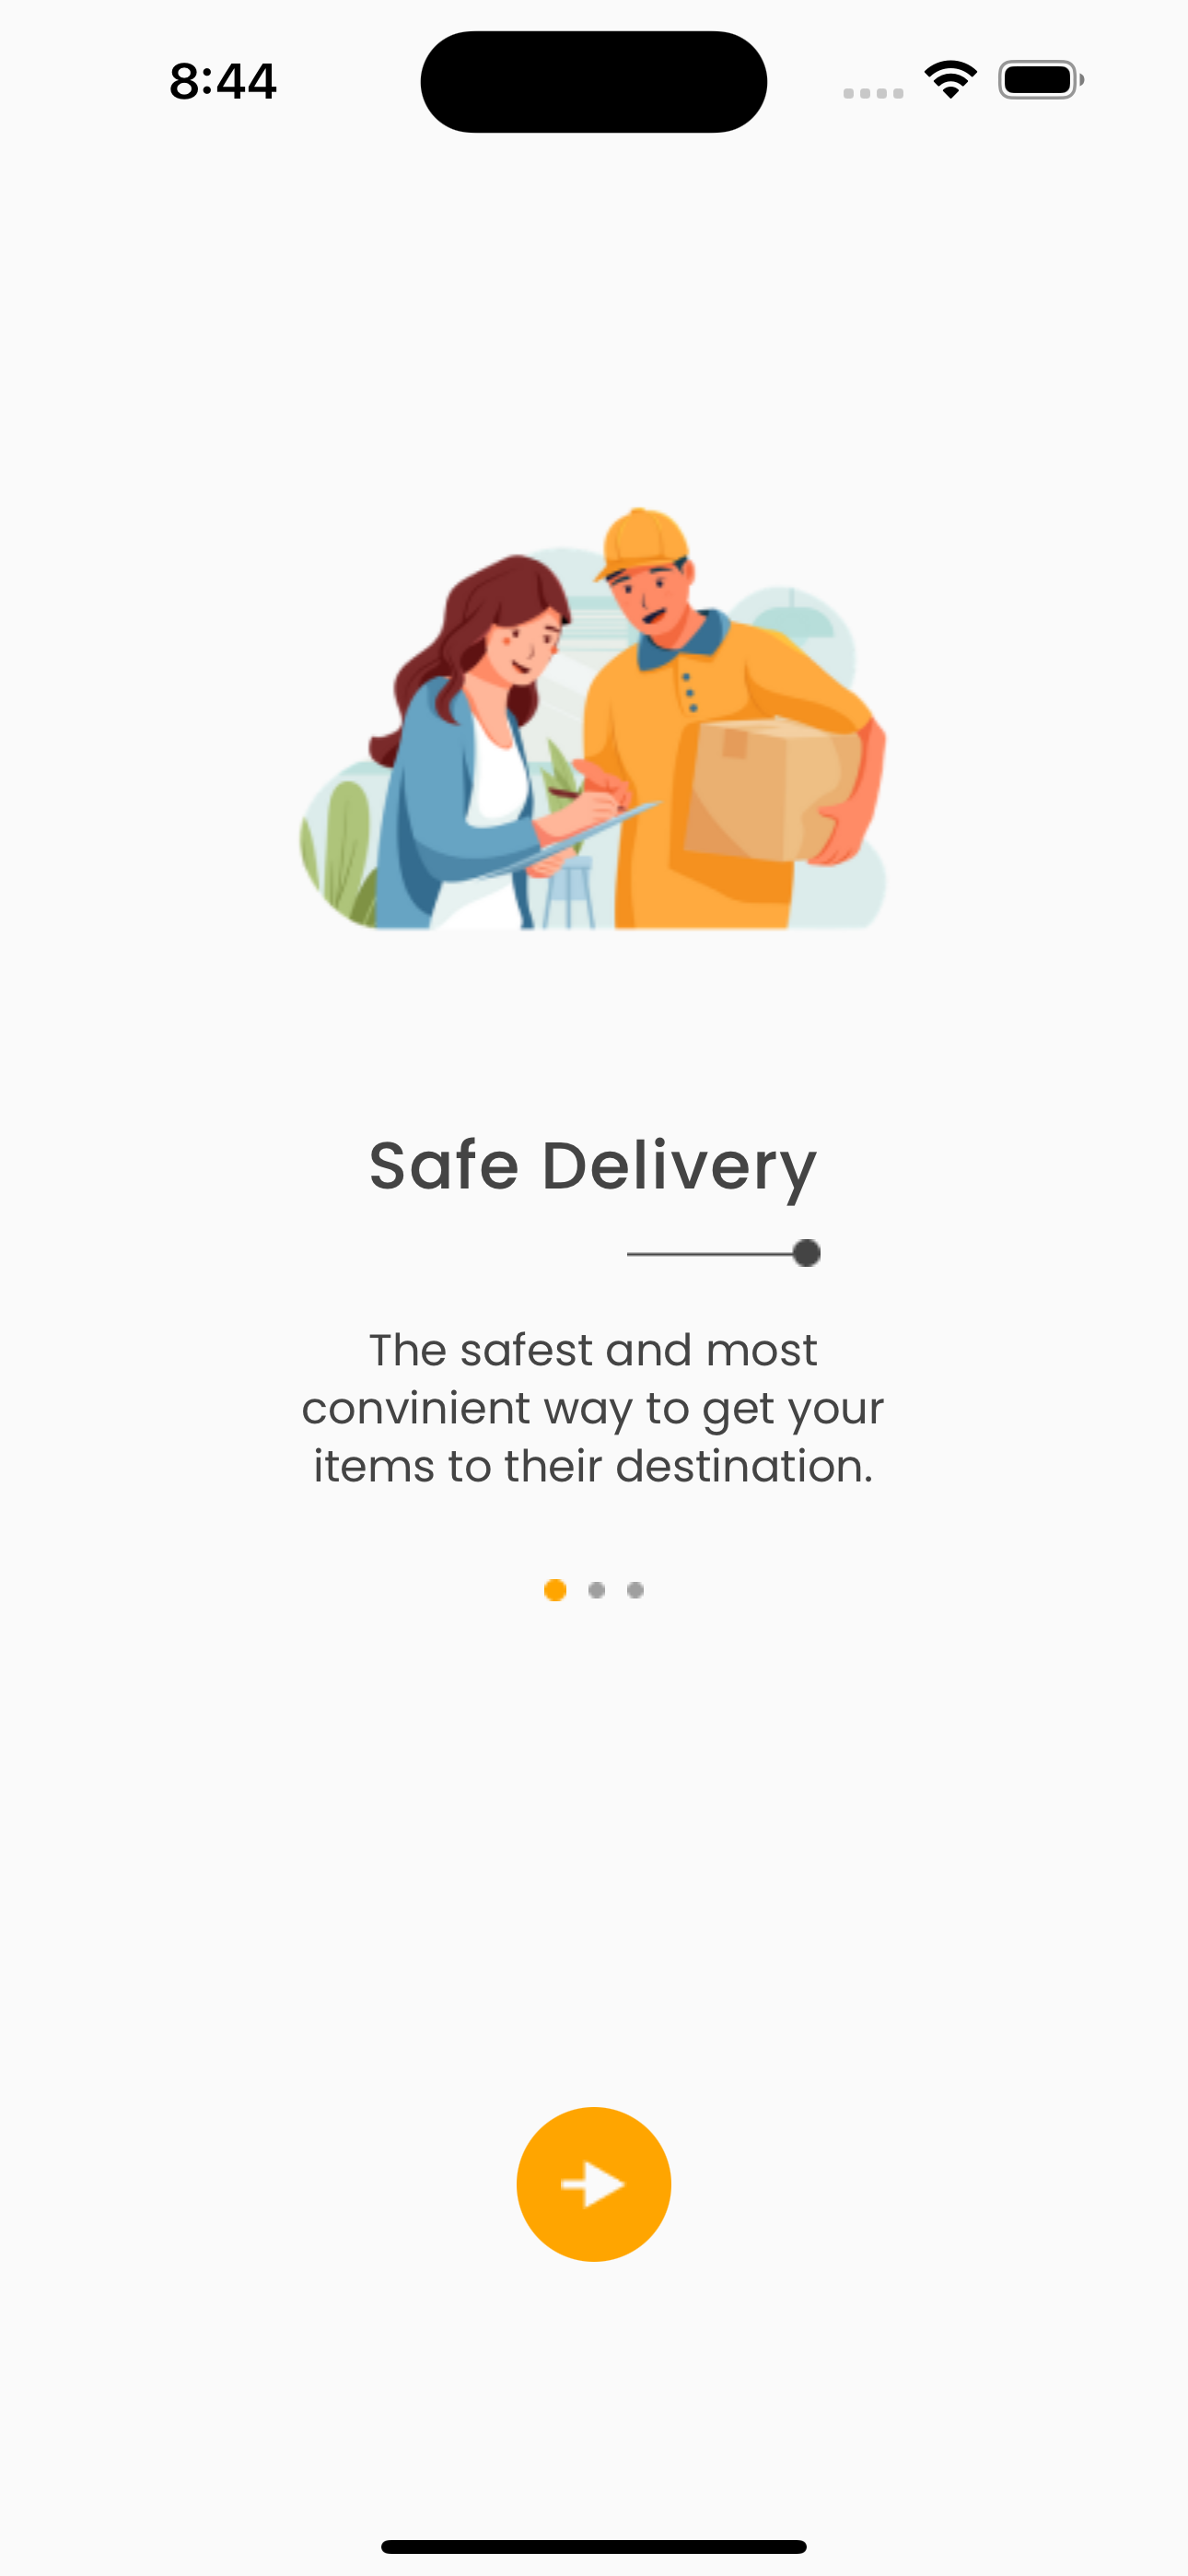 8:44
Safe Delivery
The safest and most
convinient way to get your
items to their destination.